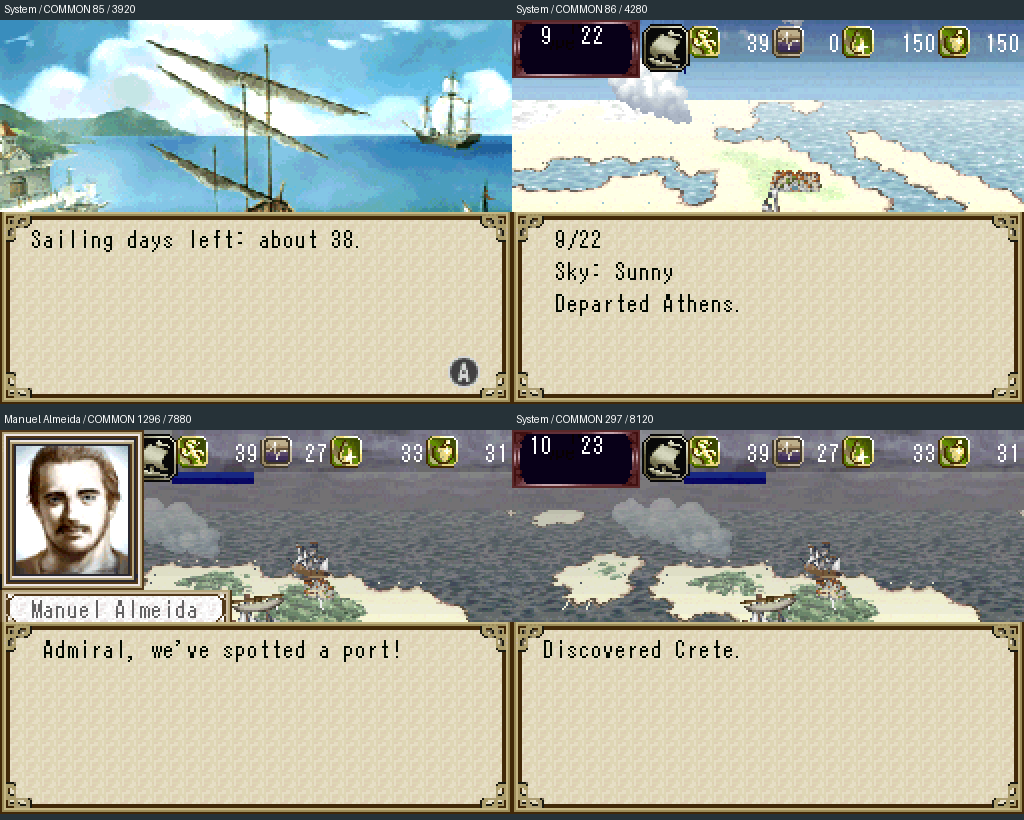 System / COMMON 85 / 3920
Sailing days left: about 38.
A
System / COMMON 86 / 4280
9 22
39 0 150 150
9/22
Sky: Sunny
Departed Athens.
Manuel Almeida / COMMON 1296 / 7880
39 27 33 31
Manuel Almeida
Admiral, we've spotted a port!
System / COMMON 297 / 8120
10 23
39 27 33 31
Discovered Crete.